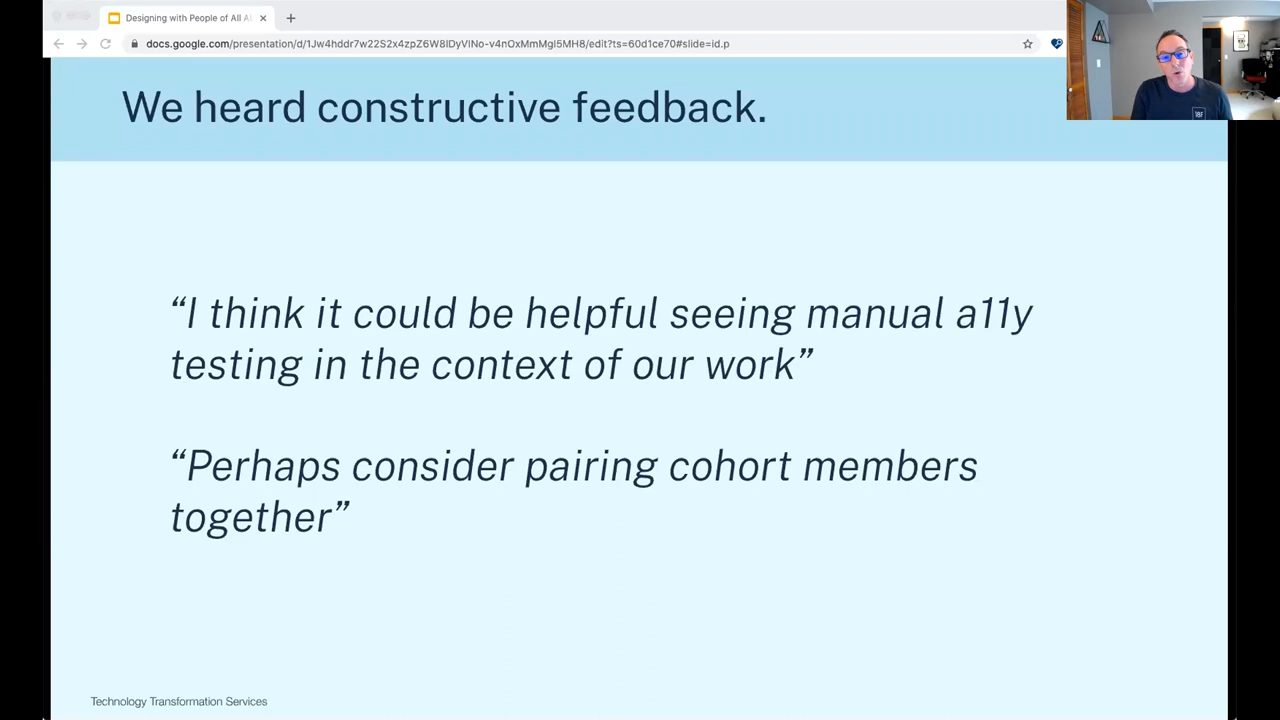 Designing with People of All A
docs.google.com/presentation/d/1Jw4hddr7w22S2x4zpZ6W8IDyVlNo-v4nOxMmMgl5MH8/edit?ts=60d1ce70#slide=id.p
18F
We heard constructive feedback.
“I think it could be helpful seeing manual a11y
testing in the context of our work”
“Perhaps consider pairing cohort members
together”
Technology Transformation Services